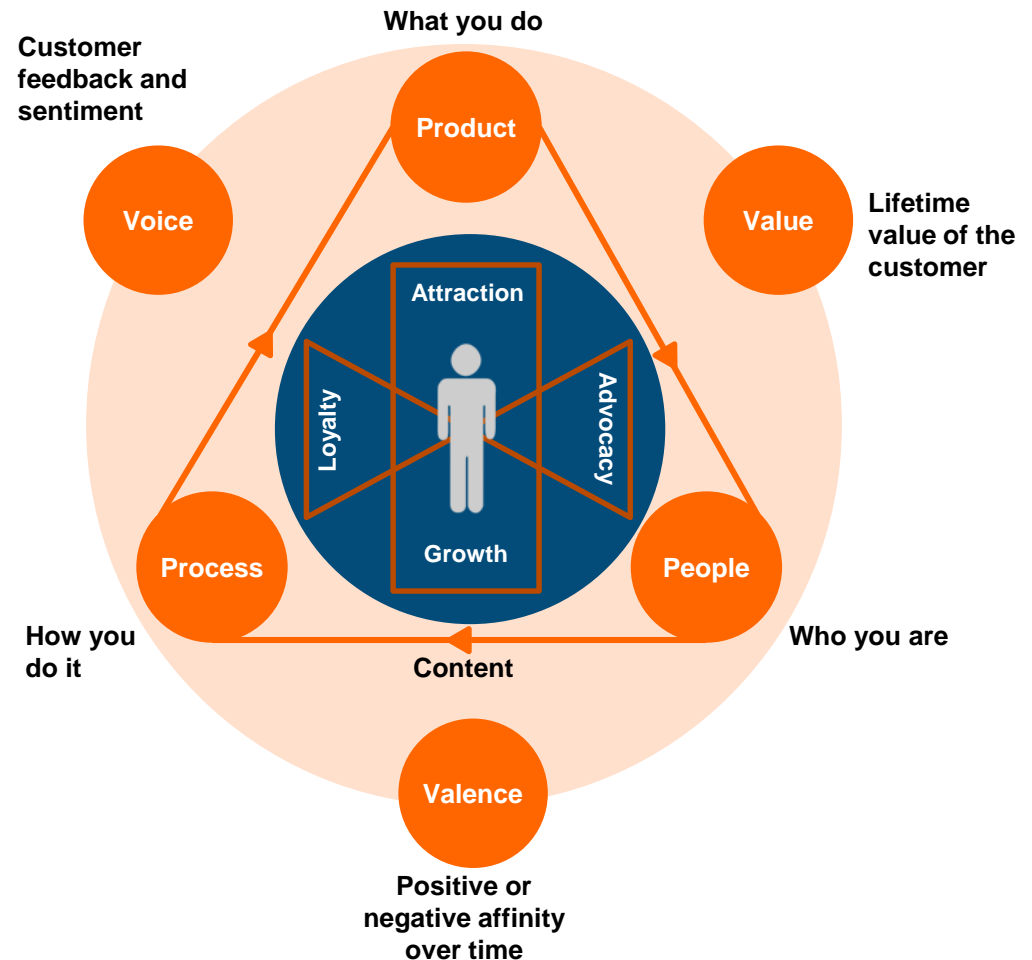 What you do
Customer
feedback and
sentiment
Product
Voice
Value
Lifetime
value of the
customer
Attraction
Loyalty
Advocacy
Growth
Process
People
How you
do it
Who you are
Content
Valence
Positive or
negative affinity
over time